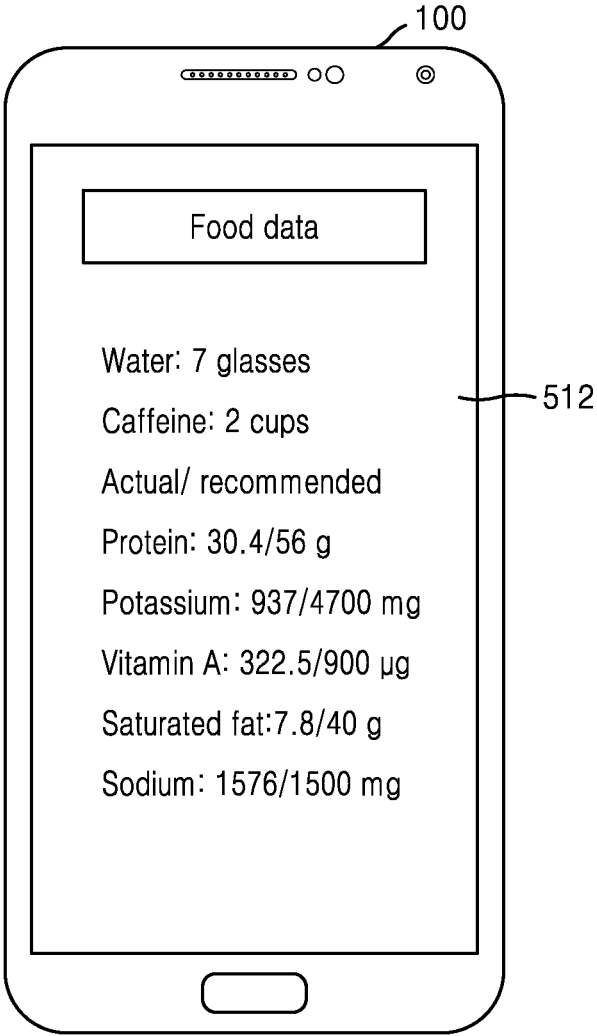 100
Food data
Water: 7 glasses
512
Caffeine: 2 cups
Actual/ recommended
Protein: 30.4/56 g
Potassium: 937/4700 mg
Vitamin A: 322.5/900 μg
Saturated fat:7.8/40 g
Sodium: 1576/1500 mg